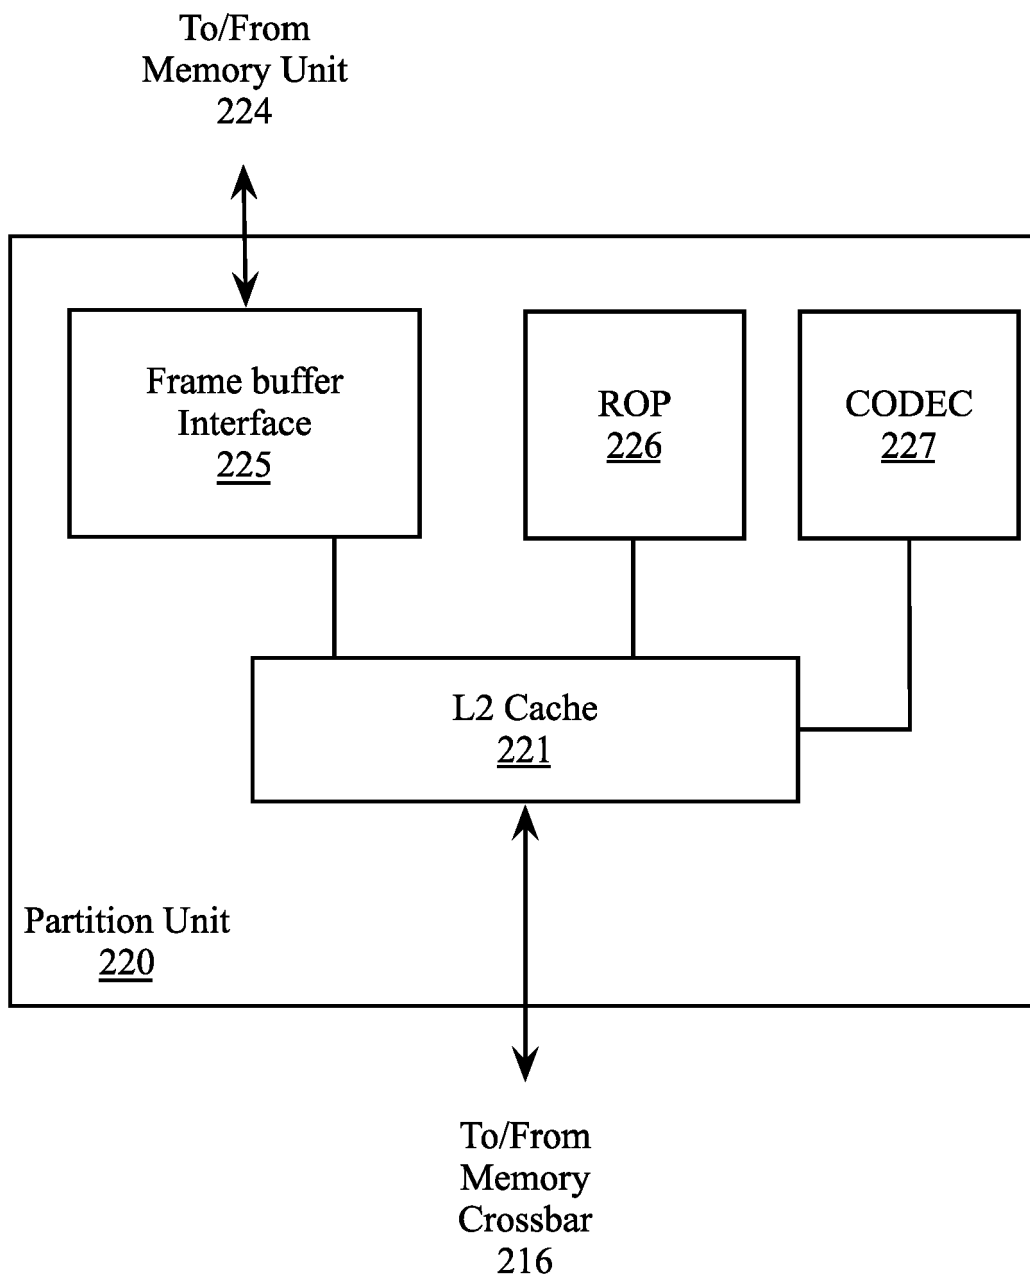 To/From
Memory Unit
224
Frame buffer
Interface
225
ROP
226
CODEC
227
L2 Cache
221
Partition Unit
220
To/From
Memory
Crossbar
216